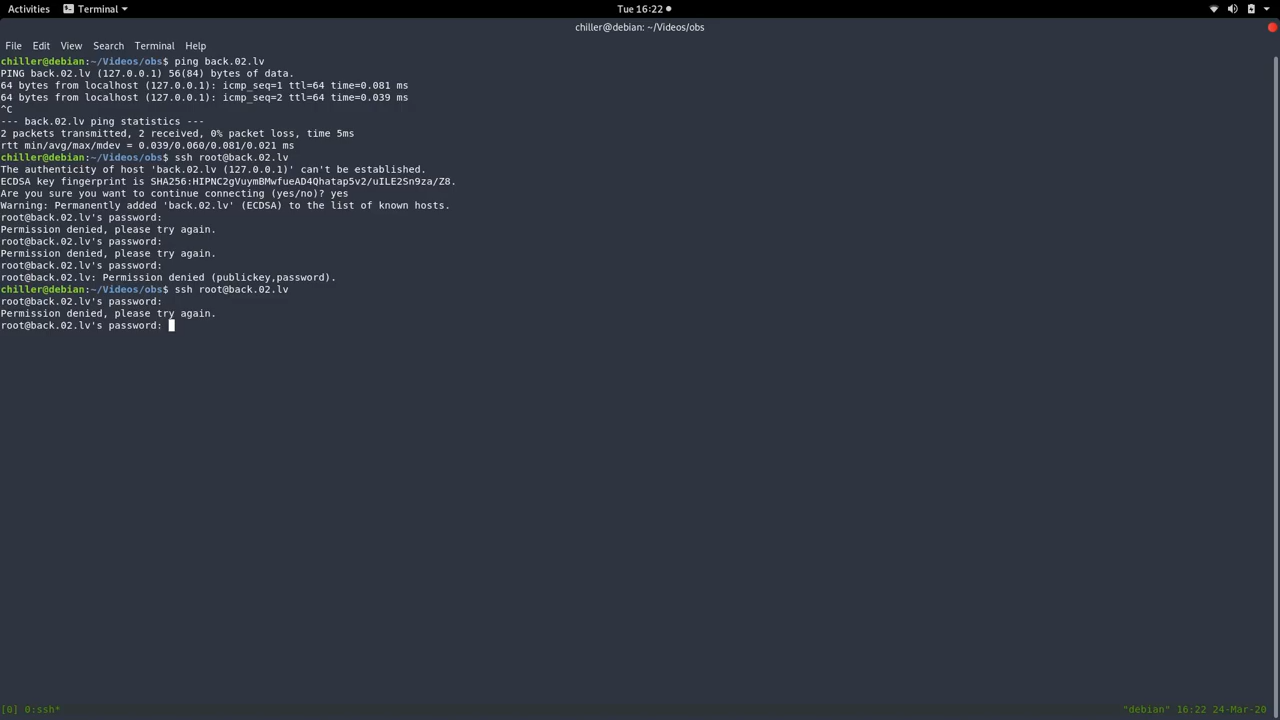 Activities Terminal Tue 16:22
chiller@debian: ~/Videos/obs
File Edit View Search Terminal Help
chiller@debian:~/Videos/obs$ ping back.02.lv
PING back.02.lv (127.0.0.1) 56(84) bytes of data.
64 bytes from localhost (127.0.0.1): icmp_seq=1 ttl=64 time=0.081 ms
64 bytes from localhost (127.0.0.1): icmp_seq=2 ttl=64 time=0.039 ms
^C
--- back.02.lv ping statistics ---
2 packets transmitted, 2 received, 0% packet loss, time 5ms
rtt min/avg/max/mdev = 0.039/0.060/0.081/0.021 ms
chiller@debian:~/Videos/obs$ ssh root@back.02.lv
The authenticity of host 'back.02.lv (127.0.0.1)' can't be established.
ECDSA key fingerprint is SHA256:HIPNC2gVuymBMwfueAD4Qhatap5v2/uILE2Sn9za/Z8.
Are you sure you want to continue connecting (yes/no)? yes
Warning: Permanently added 'back.02.lv' (ECDSA) to the list of known hosts.
root@back.02.lv's password:
Permission denied, please try again.
root@back.02.lv's password:
Permission denied, please try again.
root@back.02.lv's password:
root@back.02.lv: Permission denied (publickey,password).
chiller@debian:~/Videos/obs$ ssh root@back.02.lv
root@back.02.lv's password:
Permission denied, please try again.
root@back.02.lv's password:
[0] 0:ssh* "debian" 16:22 24-Mar-20